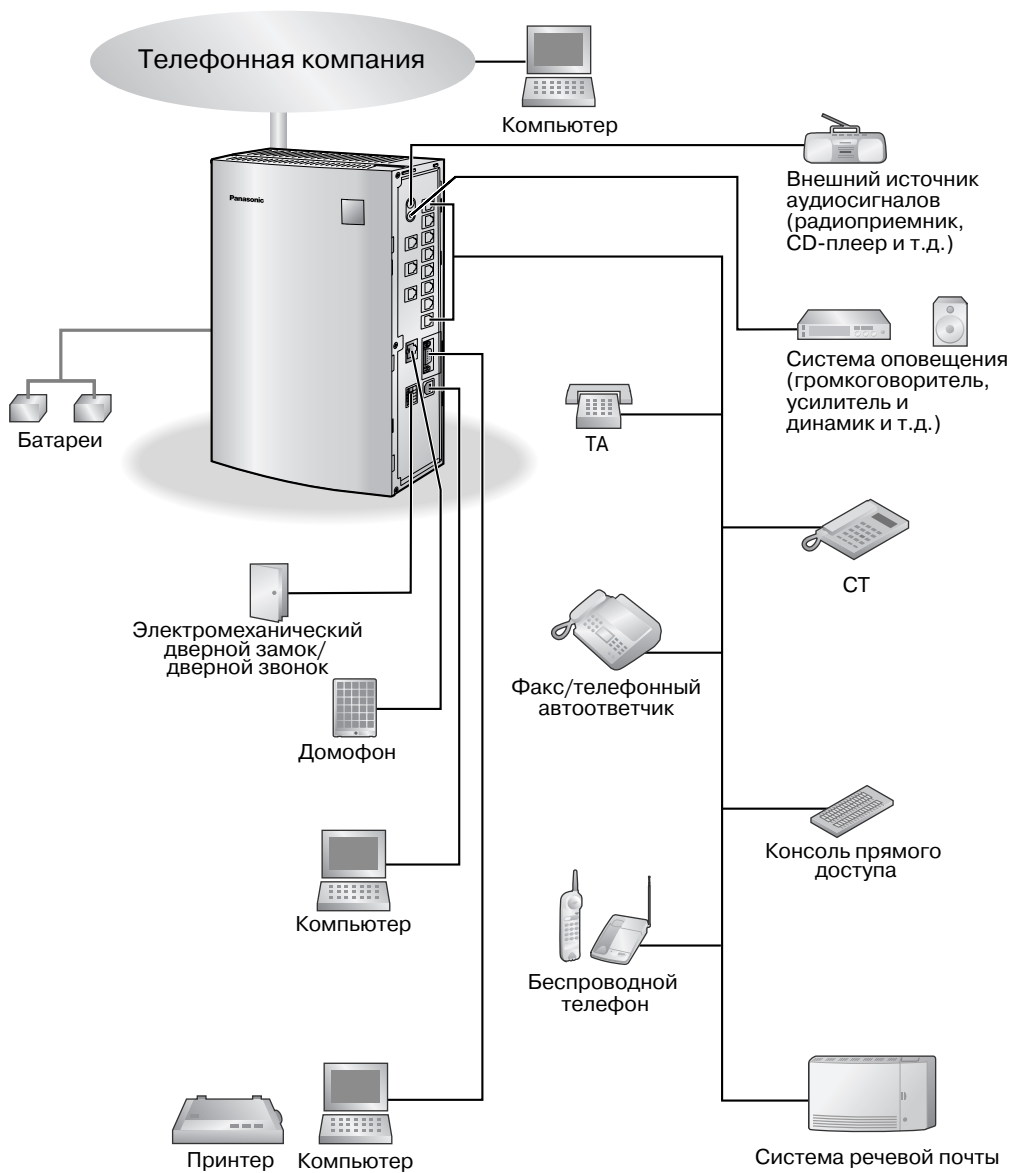 Телефонная компания
Компьютер
Panasonic
Внешний источник
аудиосигналов
(радиоприемник,
CD-плеер и т.д.)
Система оповещения
(громкоговоритель,
усилитель и
динамик и т.д.)
Батареи
ТА
СТ
Электромеханический
дверной замок/
дверной звонок
Факс/телефонный
автоответчик
Домофон
Консоль прямого
доступа
Компьютер
Беспроводной
телефон
Принтер
Компьютер
Система речевой почты